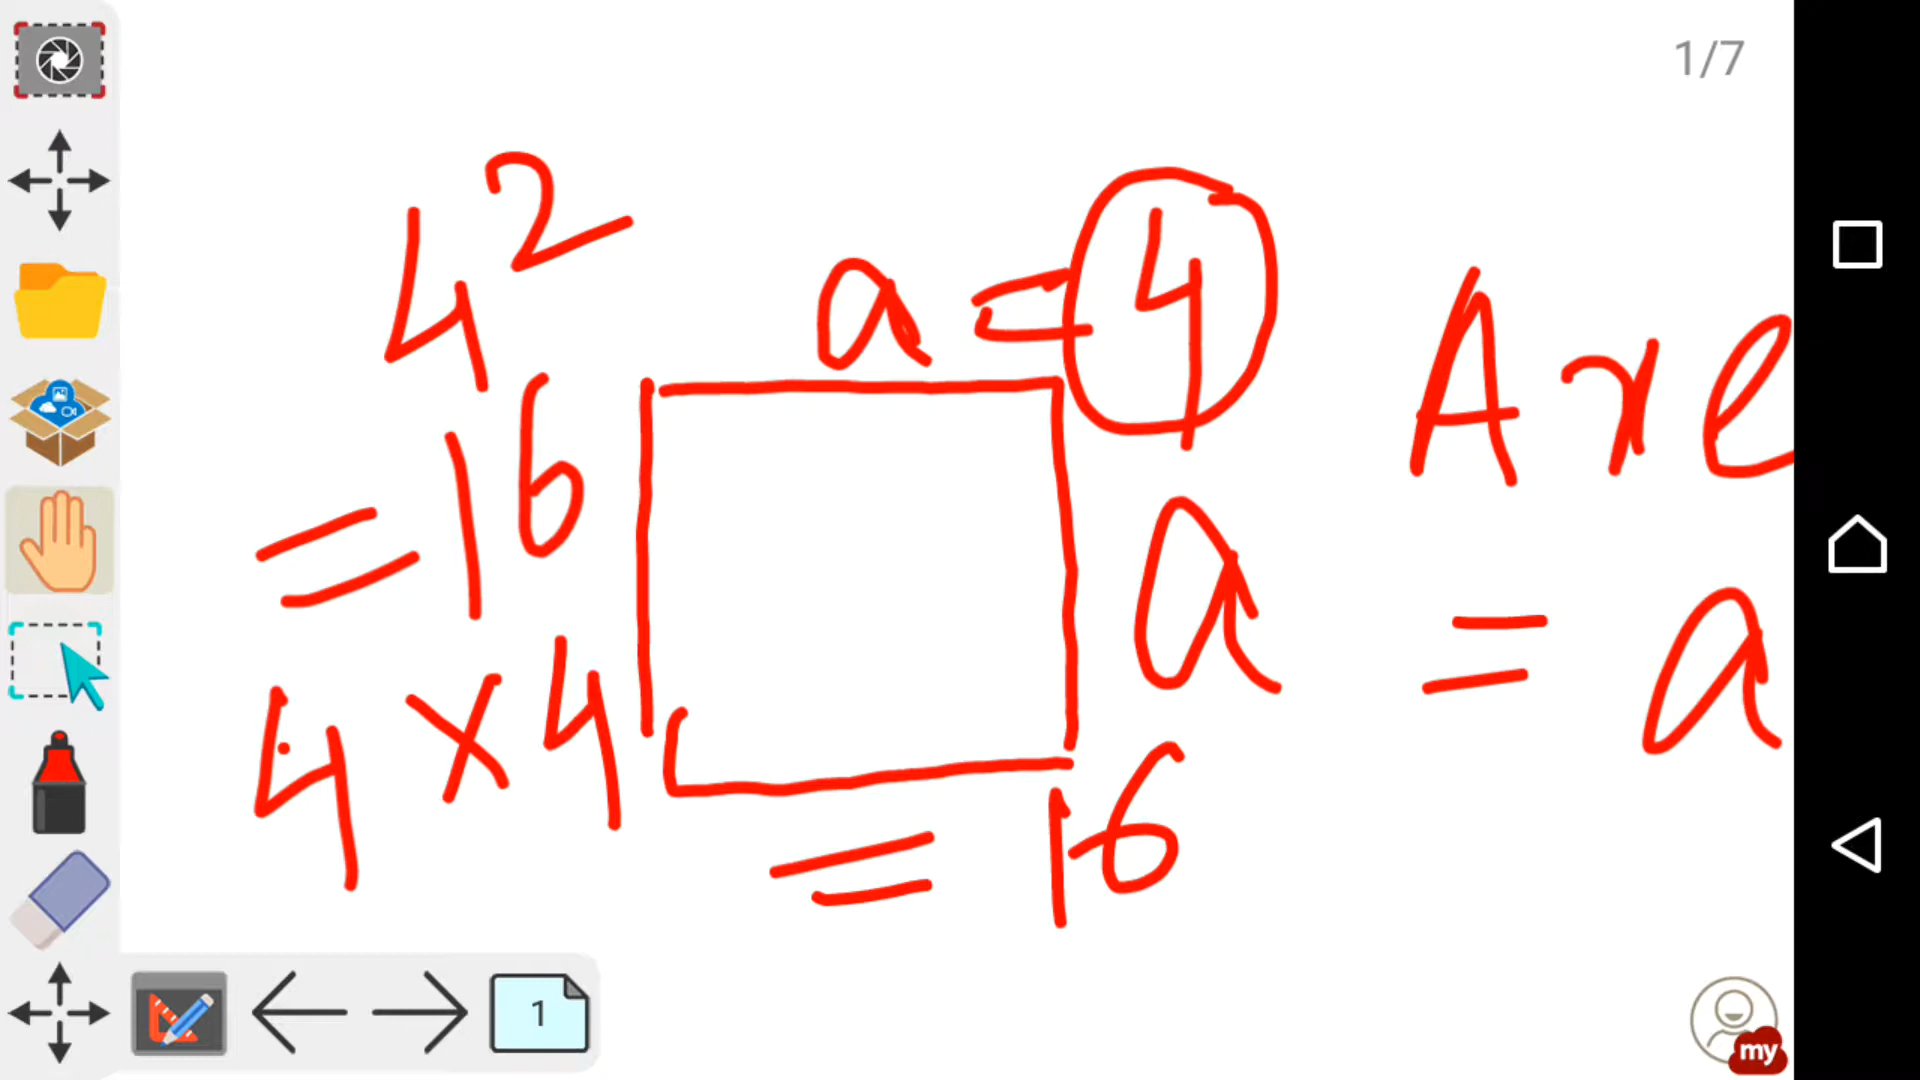 1/7
4²
a = 4
= 16
Are
a
= a
4 × 4
= 16
1
my